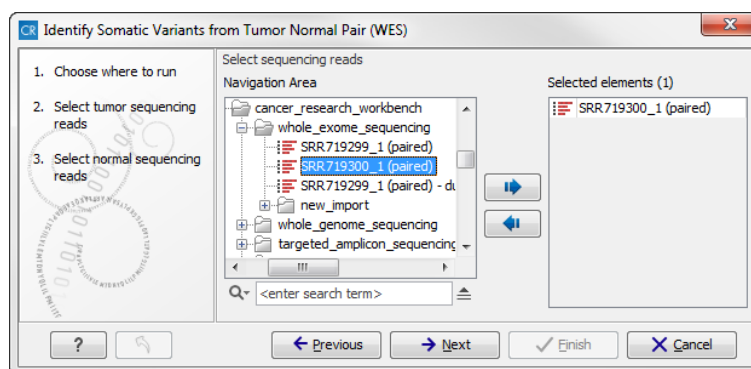 CR Identify Somatic Variants from Tumor Normal Pair (WES)
X
1. Choose where to run
2. Select tumor sequencing
reads
3. Select normal sequencing
reads
Select sequencing reads
Navigation Area
cancer_research_workbench
whole_exome_sequencing
SRR719299_1 (paired)
SRR719300_1 (paired)
SRR719299_1 (paired) - du
new_import
whole_genome_sequencing
targeted_amplicon_sequencing
<enter search term>
Selected elements (1)
SRR719300_1 (paired)
?
Previous
Next
Finish
Cancel